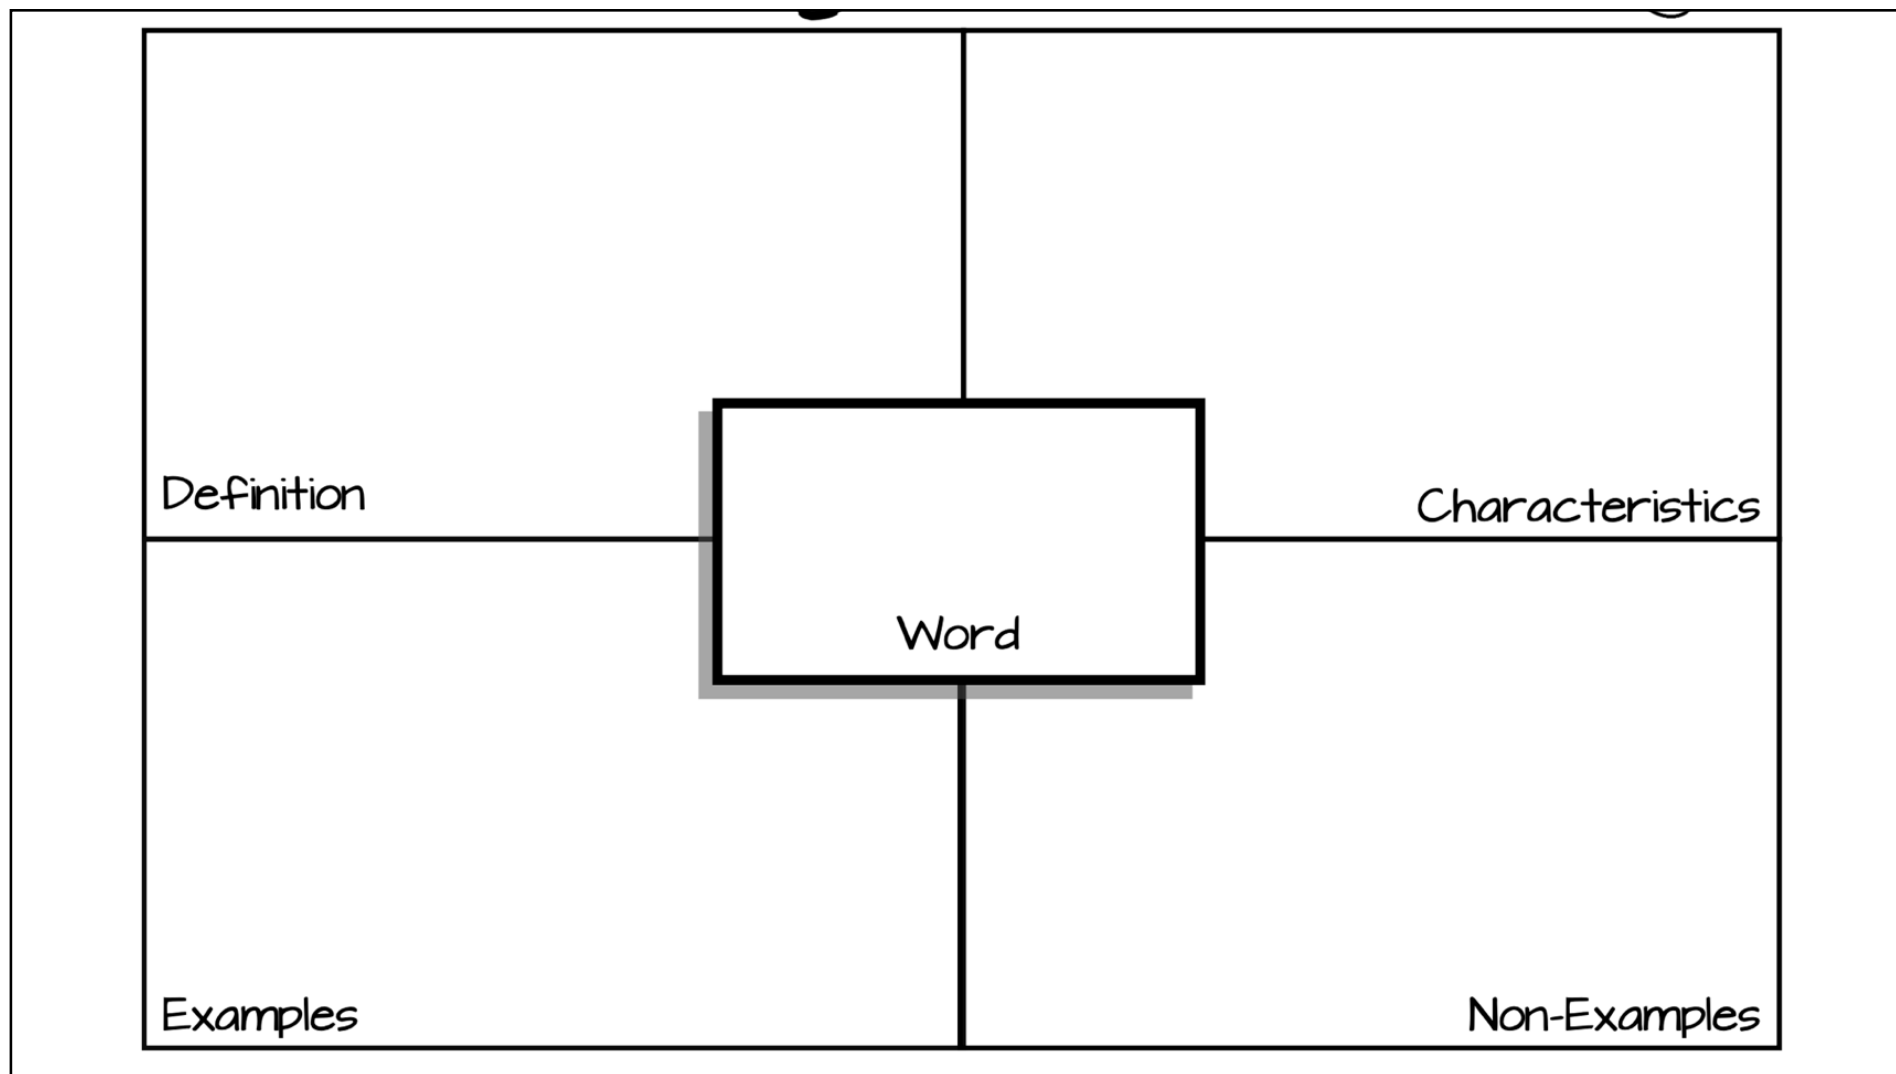 Definition
Characteristics
Word
Examples
Non-Examples